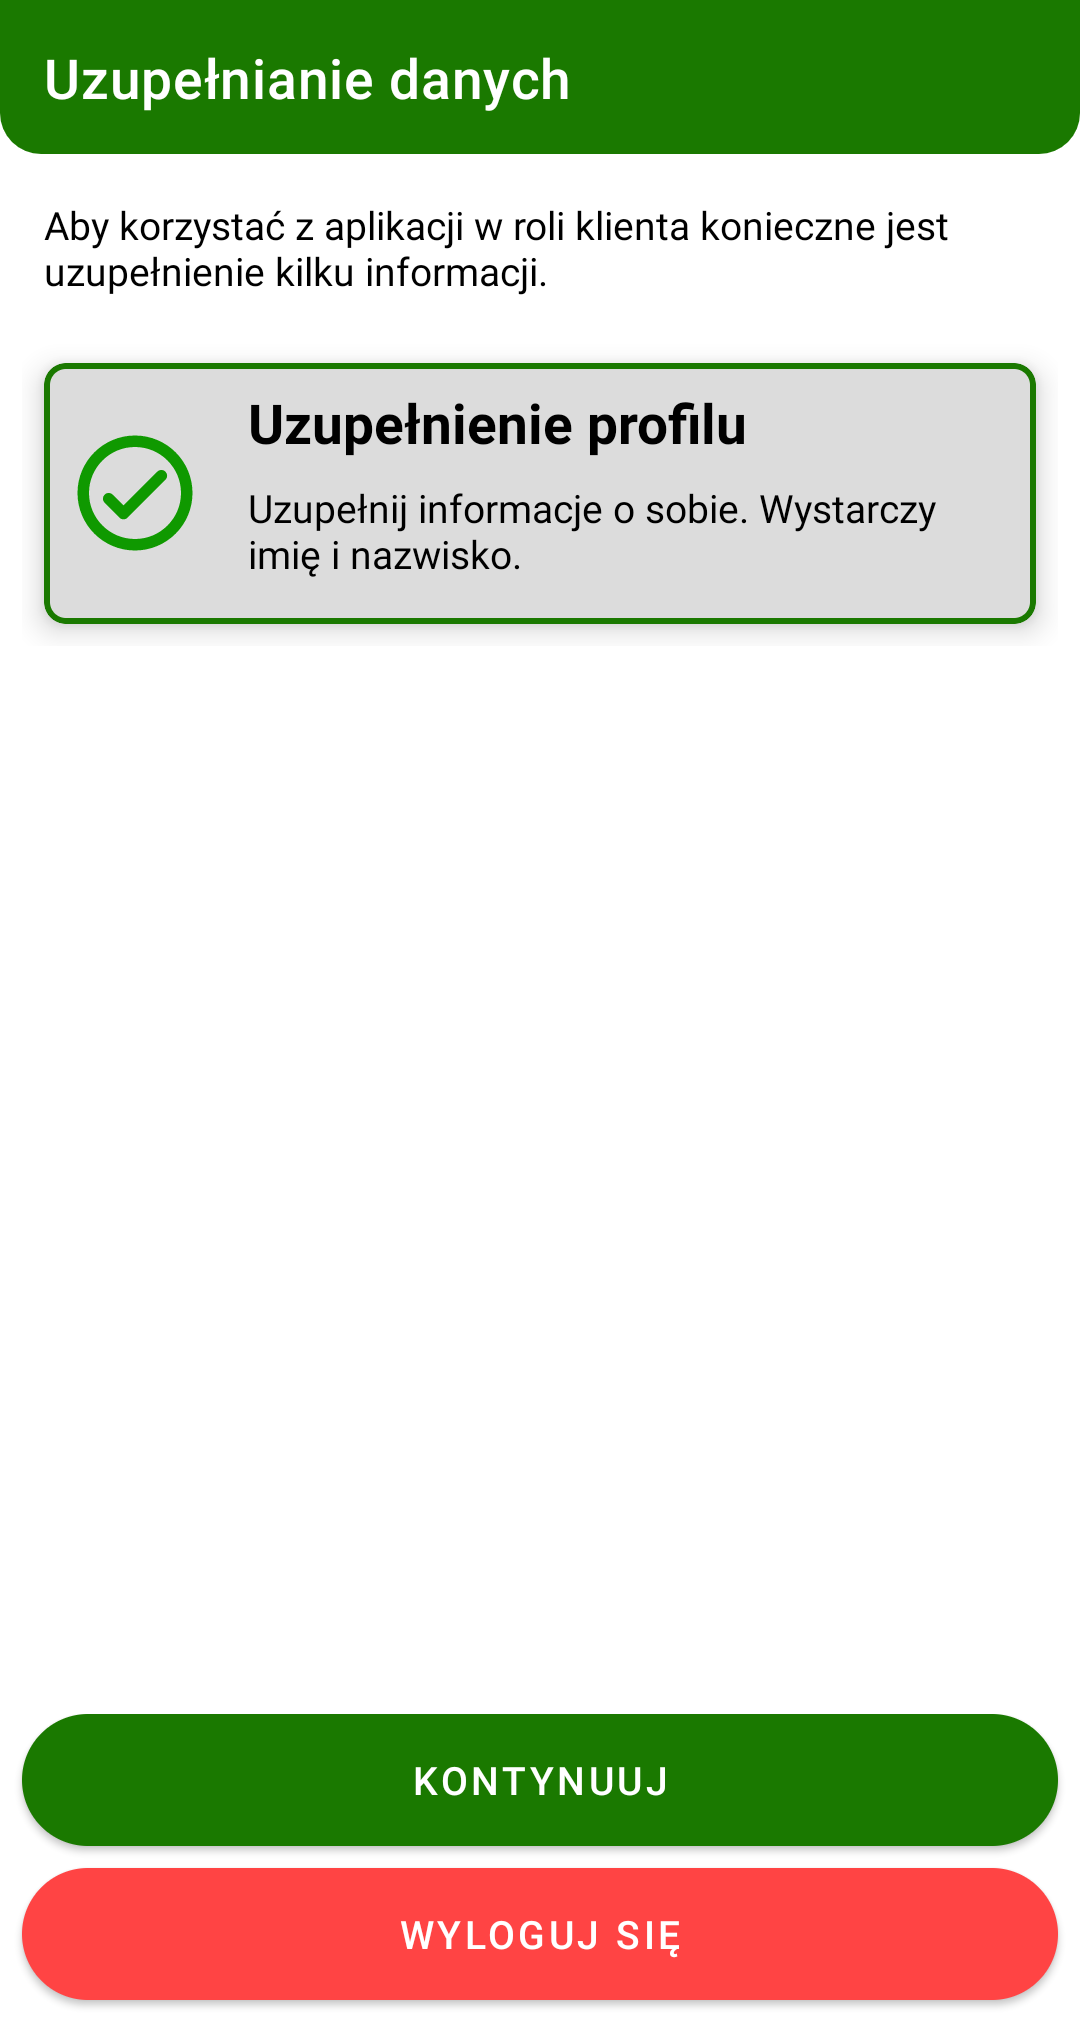 Uzupełnianie danych
Aby korzystać z aplikacji w roli klienta konieczne jest
uzupełnienie kilku informacji.
Uzupełnienie profilu
Uzupełnij informacje o sobie. Wystarczy
imię i nazwisko.
KONTYNUUJ
WYLOGUJ SIĘ